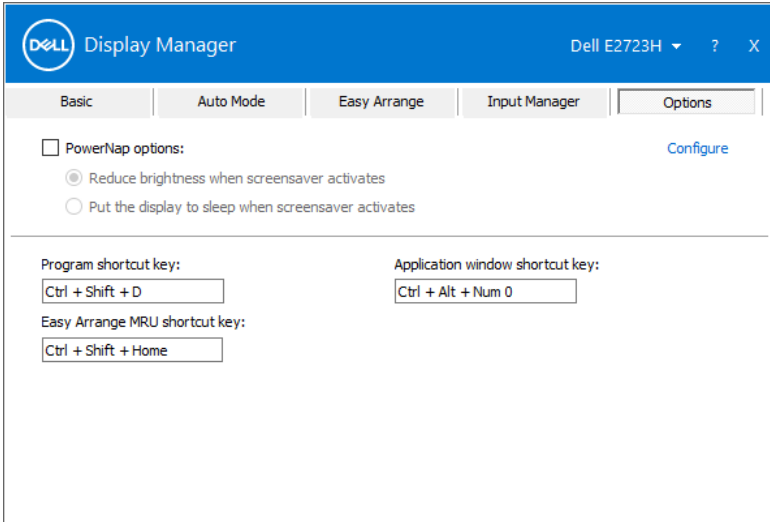 DELL Display Manager Dell E2723H ? X
Basic Auto Mode Easy Arrange Input Manager Options
PowerNap options: Configure
Reduce brightness when screensaver activates
Put the display to sleep when screensaver activates
Program shortcut key: Application window shortcut key:
Ctrl + Shift + D Ctrl + Alt + Num 0
Easy Arrange MRU shortcut key:
Ctrl + Shift + Home